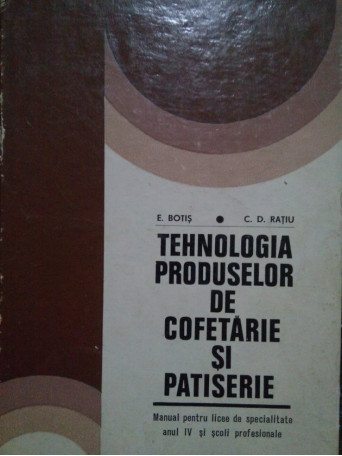 E. BOTIȘ ● C. D. RAȚIU
TEHNOLOGIA
PRODUSELOR
DE
COFETĂRIE
ȘI
PATISERIE
Manual pentru licee de specialitate
anul IV și școli profesionale